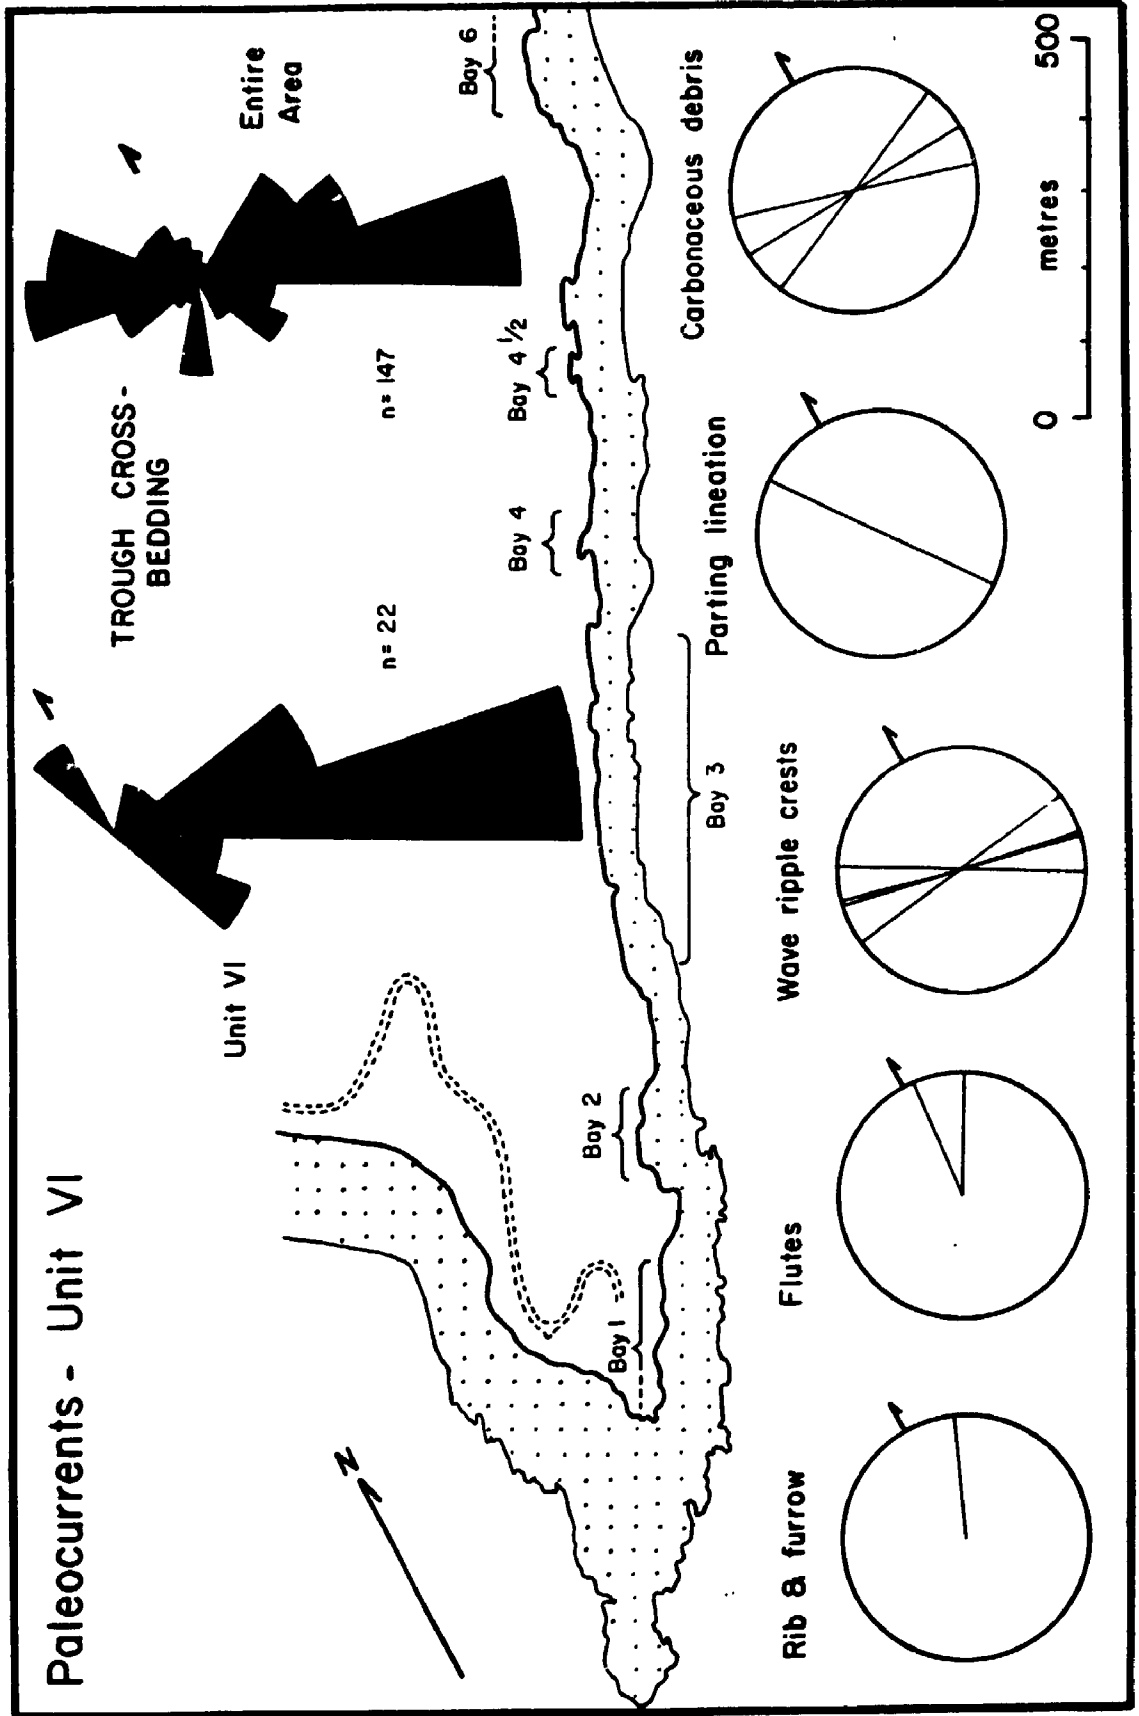 Paleocurrents - Unit VI
TROUGH CROSS-
BEDDING
Unit VI
n= 22
n= 147
Entire
Area
N
Bay 1
Bay 2
Bay 3
Bay 4
Bay 4 1/2
Bay 6
Rib & furrow
Flutes
Wave ripple crests
Parting lineation
Carbonaceous debris
0 metres 500